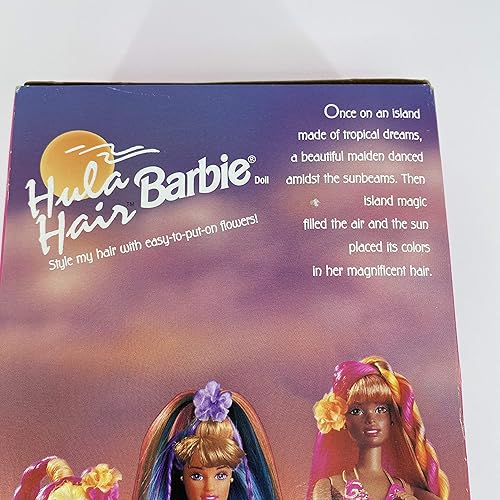 Hula
Hair™ Barbie® Doll
Style my hair with easy-to-put-on flowers!
Once on an island
made of tropical dreams,
a beautiful maiden danced
amidst the sunbeams. Then
island magic
filled the air and the sun
placed its colors
in her magnificent hair.